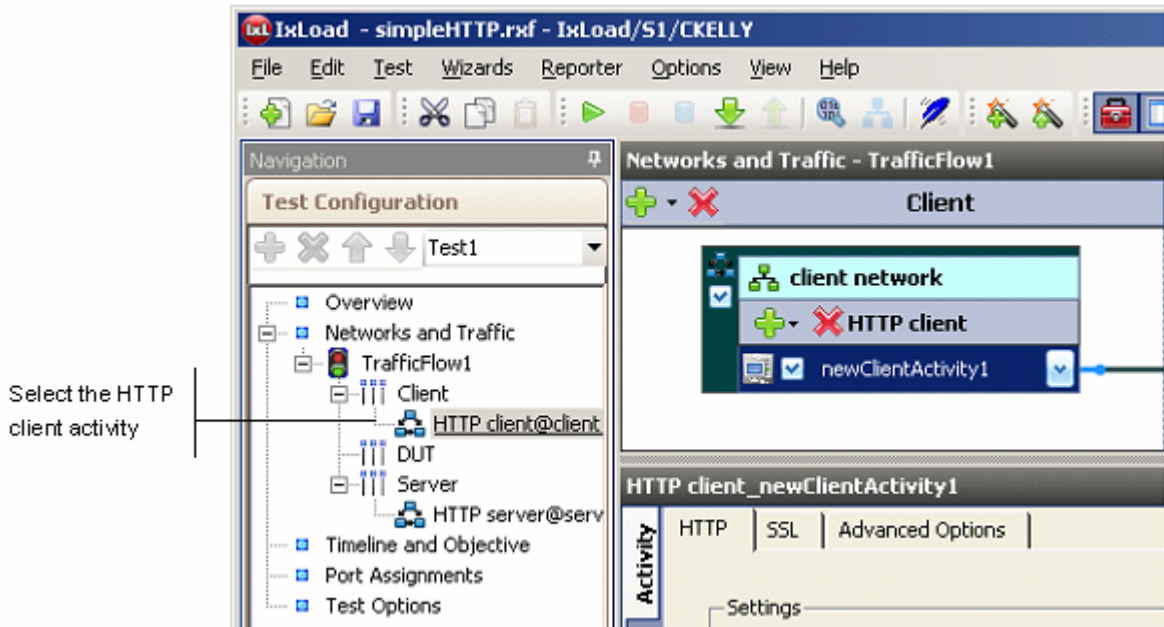 IxL IxLoad - simpleHTTP.rxf - IxLoad/S1/CKELLY
File Edit Test Wizards Reporter Options View Help
Navigation
Test Configuration
Test1
Overview
Networks and Traffic
TrafficFlow1
Client
HTTP client@client
DUT
Server
HTTP server@serv
Timeline and Objective
Port Assignments
Test Options
Select the HTTP
client activity
Networks and Traffic - TrafficFlow1
Client
client network
HTTP client
newClientActivity1
HTTP client_newClientActivity1
Activity
HTTP SSL Advanced Options
Settings